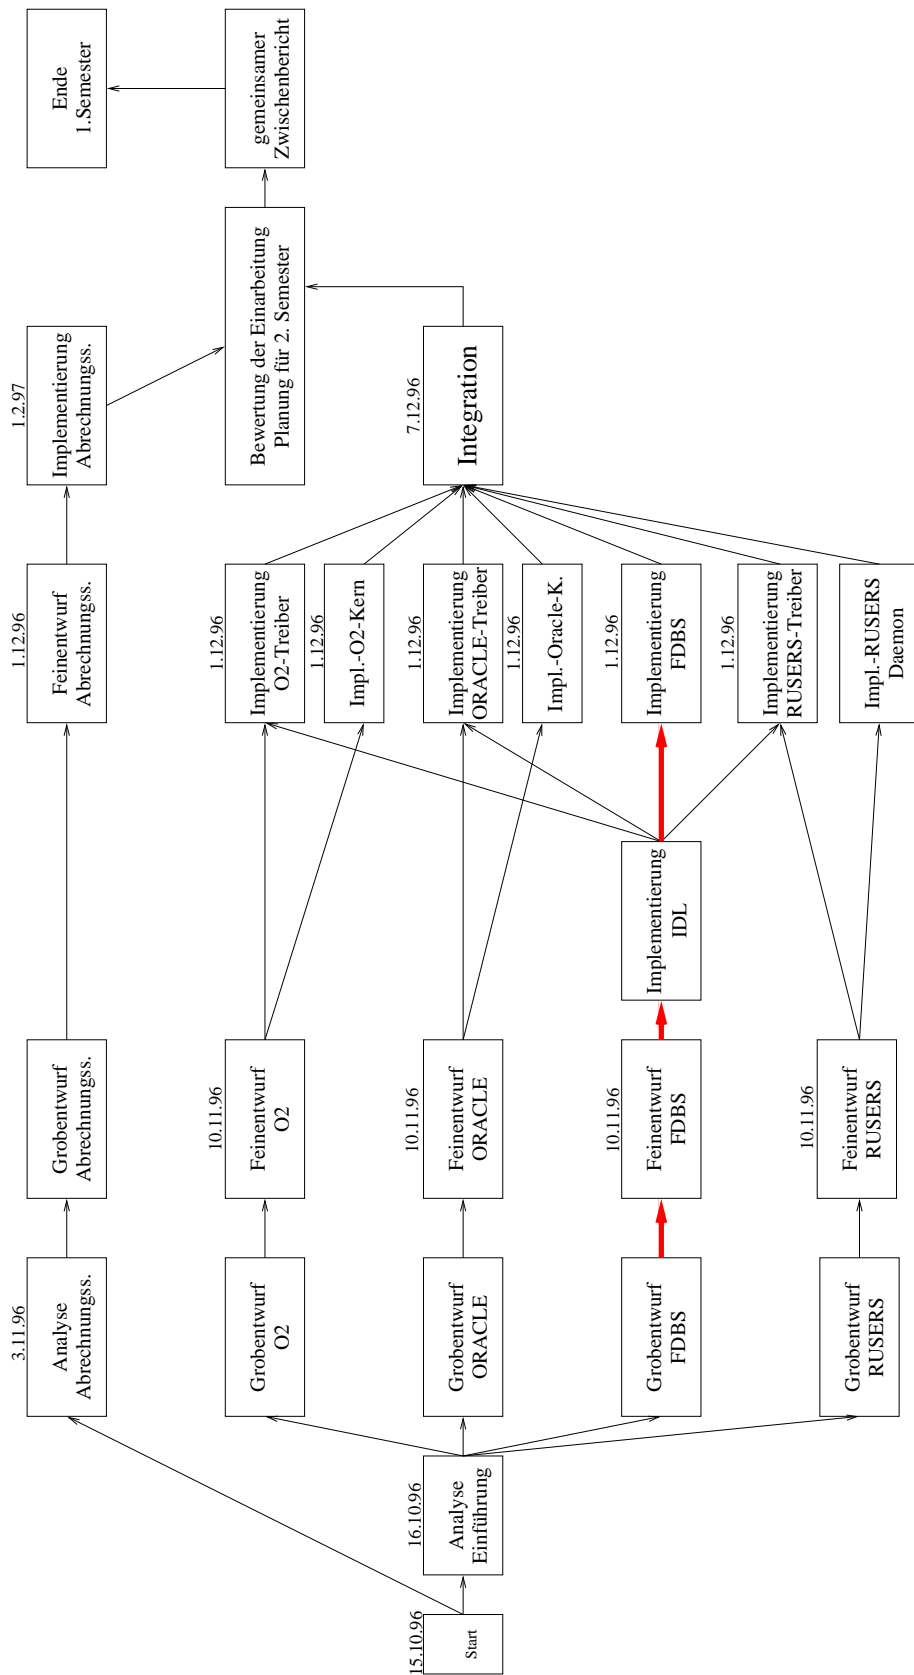 15.10.96
Start
16.10.96
Analyse
Einführung
3.11.96
Analyse
Abrechnungss.
Grobentwurf
Abrechnungss.
1.12.96
Feinentwurf
Abrechnungss.
1.2.97
Implementierung
Abrechnungss.
Grobentwurf
O2
10.11.96
Feinentwurf
O2
1.12.96
Implementierung
O2-Treiber
1.12.96
Impl.-O2-Kern
Grobentwurf
ORACLE
10.11.96
Feinentwurf
ORACLE
1.12.96
Implementierung
ORACLE-Treiber
1.12.96
Impl.-Oracle-K.
Grobentwurf
FDBS
10.11.96
Feinentwurf
FDBS
Implementierung
IDL
1.12.96
Implementierung
FDBS
Grobentwurf
RUSERS
10.11.96
Feinentwurf
RUSERS
1.12.96
Implementierung
RUSERS-Treiber
Impl.-RUSERS
Daemon
7.12.96
Integration
Bewertung der Einarbeitung
Planung für 2. Semester
gemeinsamer
Zwischenbericht
Ende
1.Semester